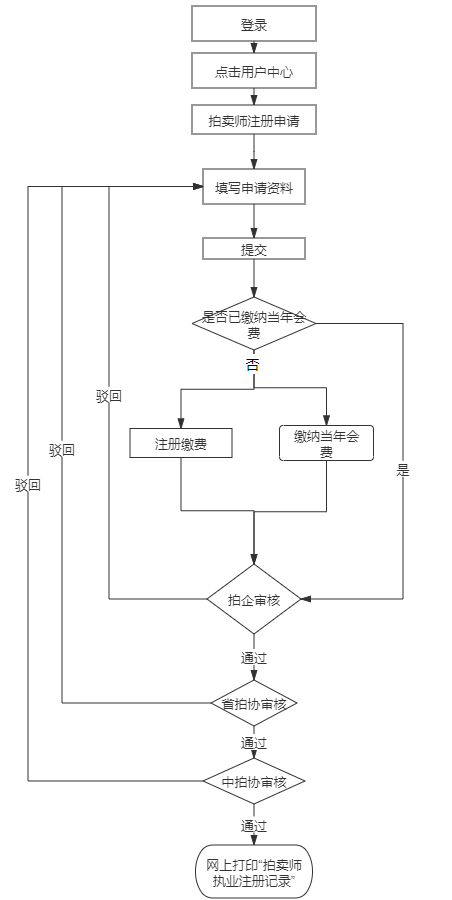 登录
点击用户中心
拍卖师注册申请
填写申请资料
提交
是否已缴纳当年会
费
否
驳回
注册缴费
缴纳当年会
费
驳回
是
驳回
拍企审核
通过
省拍协审核
通过
中拍协审核
通过
网上打印“拍卖师
执业注册记录”